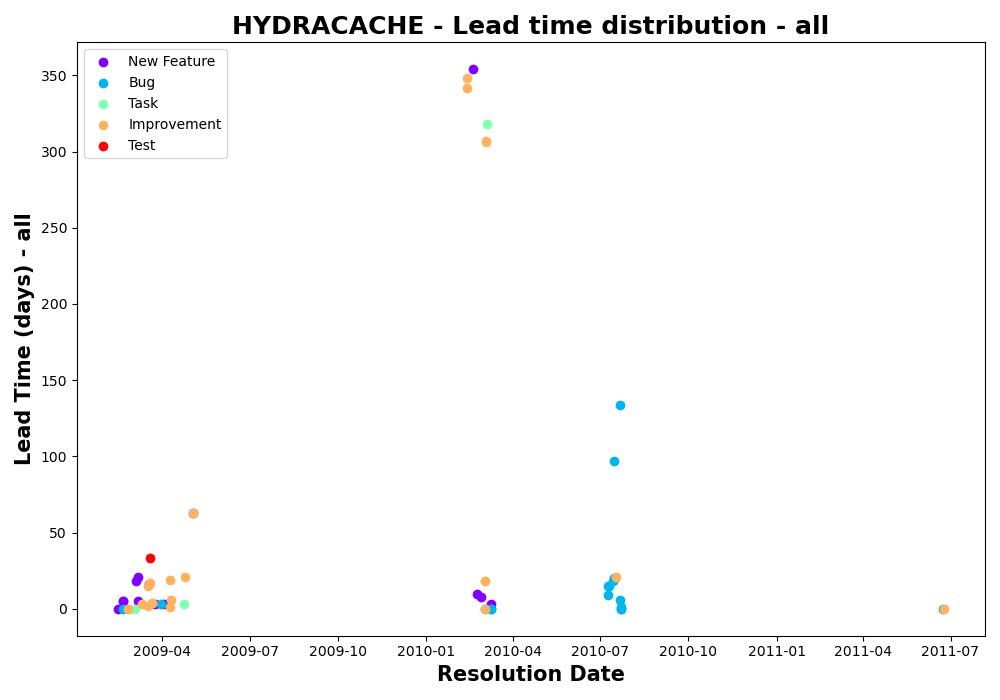 HYDRACACHE - Lead time distribution - all
New Feature
Bug
Task
Improvement
Test
Lead Time (days) - all
350
300
250
200
150
100
50
0
2009-04 2009-07 2009-10 2010-01 2010-04 2010-07 2010-10 2011-01 2011-04 2011-07
Resolution Date